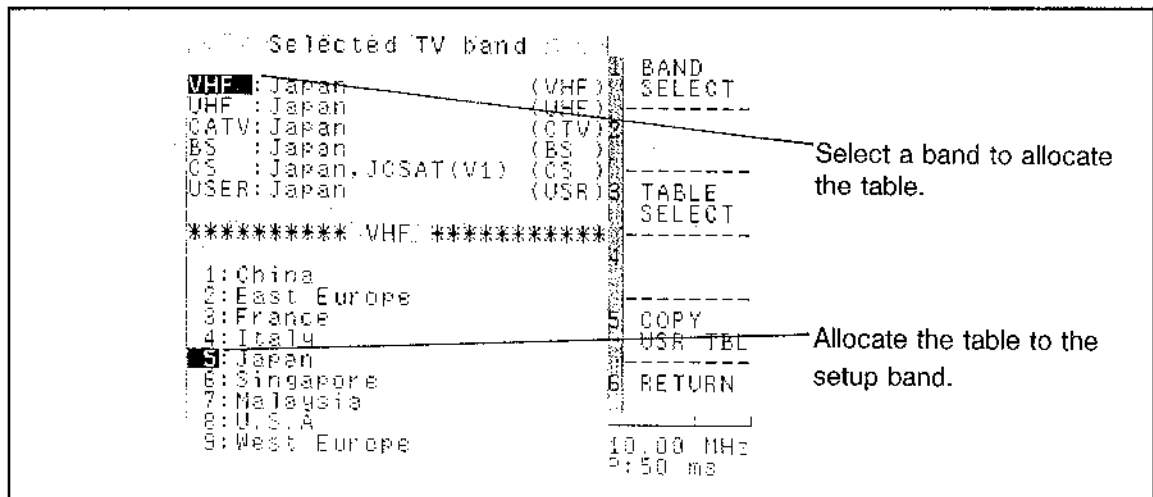 Selected TV band
VHF :Japan (VHF)
UHF :Japan (UHF)
CATV:Japan (CTV)
BS :Japan (BS )
CS :Japan,JCSAT(V1) (CS )
USER:Japan (USR)
********** VHF ***********
1:China
2:East Europe
3:France
4:Italy
5:Japan
6:Singapore
7:Malaysia
8:U.S.A
9:West Europe
1 BAND
SELECT
2
3 TABLE
SELECT
4
5 COPY
USR TBL
6 RETURN
10.00 MHz
P:50 ms
Select a band to allocate
the table.
Allocate the table to the
setup band.